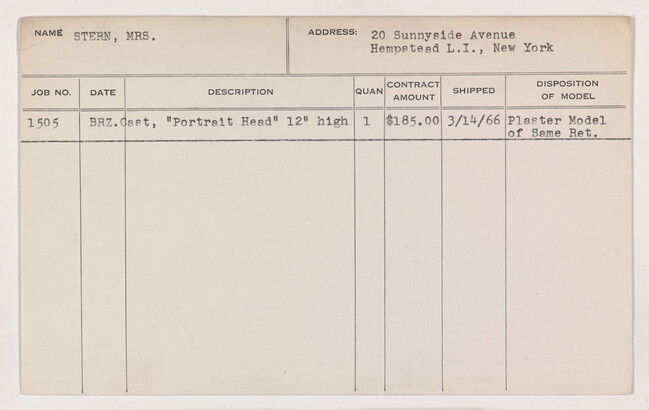 NAME STERN, MRS. ADDRESS: 20 Sunnyside Avenue
Hempstead L.I., New York
JOB NO. DATE DESCRIPTION QUAN CONTRACT AMOUNT SHIPPED DISPOSITION OF MODEL
1505 BRZ.Cast, "Portrait Head" 12" high 1 $185.00 3/14/66 Plaster Model
of Same Ret.